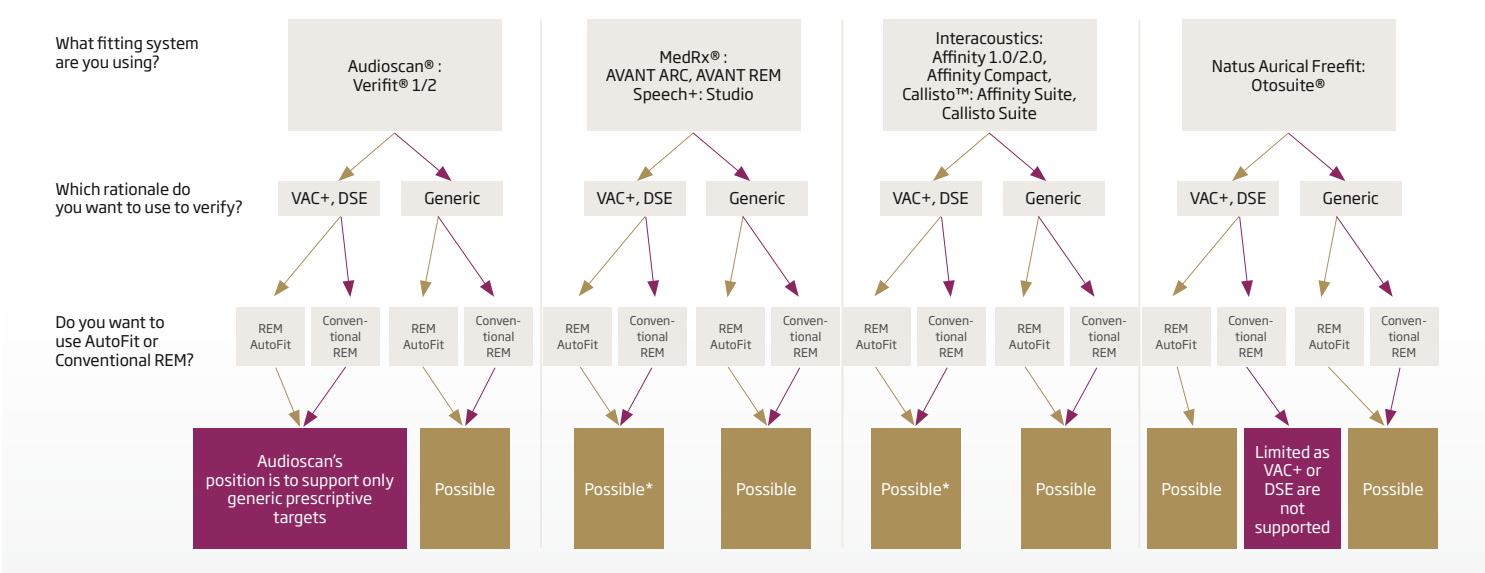 What fitting system
are you using?
Audioscan® :
Verifit® 1/2
MedRx® :
AVANT ARC, AVANT REM
Speech+: Studio
Interacoustics:
Affinity 1.0/2.0,
Affinity Compact,
Callisto™: Affinity Suite,
Callisto Suite
Natus Aurical Freefit:
Otosuite®
Which rationale do
you want to use to verify?
VAC+, DSE
Generic
VAC+, DSE
Generic
VAC+, DSE
Generic
VAC+, DSE
Generic
Do you want to
use AutoFit or
Conventional REM?
REM
AutoFit
Conven-
tional
REM
REM
AutoFit
Conven-
tional
REM
REM
AutoFit
Conven-
tional
REM
REM
AutoFit
Conven-
tional
REM
REM
AutoFit
Conven-
tional
REM
REM
AutoFit
Conven-
tional
REM
REM
AutoFit
Conven-
tional
REM
REM
AutoFit
Conven-
tional
REM
Audioscan's
position is to support only
generic prescriptive
targets
Possible
Possible*
Possible
Possible*
Possible
Possible
Limited as
VAC+ or
DSE are
not
supported
Possible